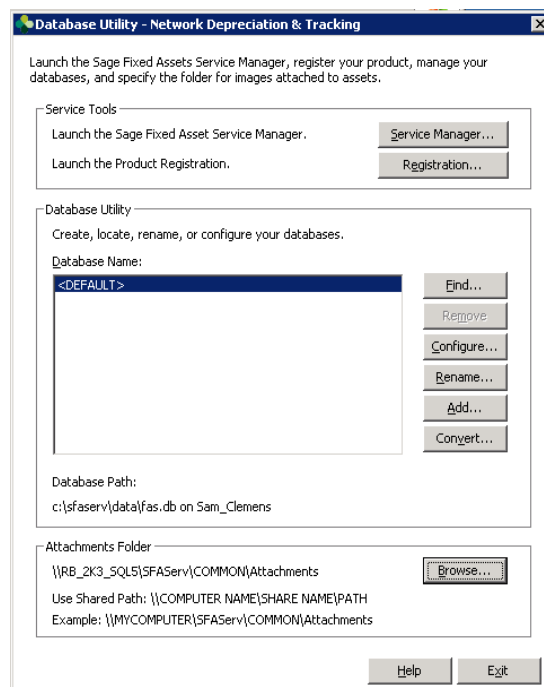 Database Utility - Network Depreciation & Tracking
Launch the Sage Fixed Assets Service Manager, register your product, manage your
databases, and specify the folder for images attached to assets.
Service Tools
Launch the Sage Fixed Asset Service Manager.
Service Manager...
Launch the Product Registration.
Registration...
Database Utility
Create, locate, rename, or configure your databases.
Database Name:
<DEFAULT>
Find...
Remove
Configure...
Rename...
Add...
Convert...
Database Path:
c:\sfaserv\data\fas.db on Sam_Clemens
Attachments Folder
\\RB_2K3_SQL5\SFAServ\COMMON\Attachments
Browse...
Use Shared Path: \\COMPUTER NAME\SHARE NAME\PATH
Example: \\MYCOMPUTER\SFAServ\COMMON\Attachments
Help
Exit